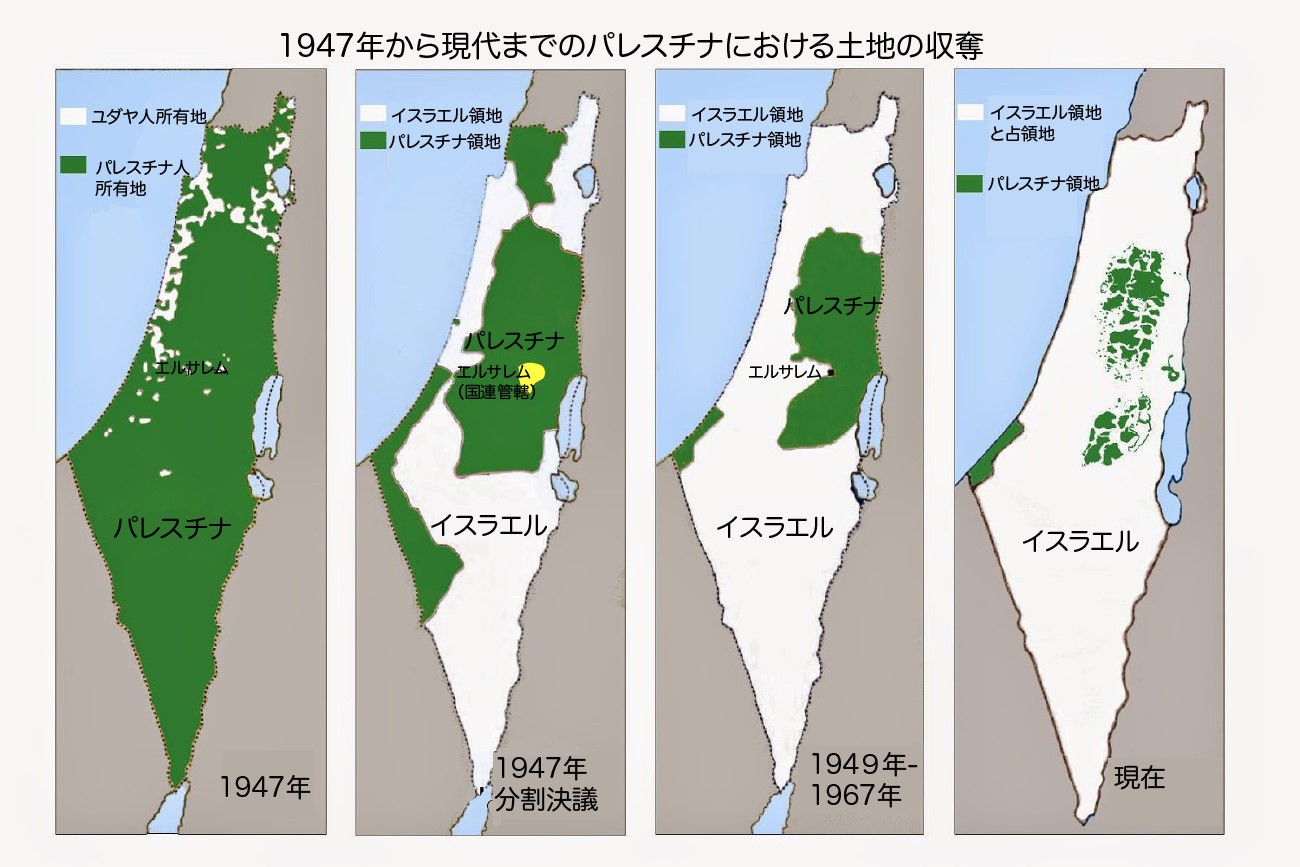 1947年から現代までのパレスチナにおける土地の収奪
ユダヤ人所有地
パレスチナ人
所有地
エルサレム
パレスチナ
1947年
イスラエル領地
パレスチナ領地
パレスチナ
エルサレム
(国連管轄)
イスラエル
1947年
分割決議
イスラエル領地
パレスチナ領地
パレスチナ
エルサレム
イスラエル
1949年-
1967年
イスラエル領地
と占領地
パレスチナ領地
イスラエル
現在